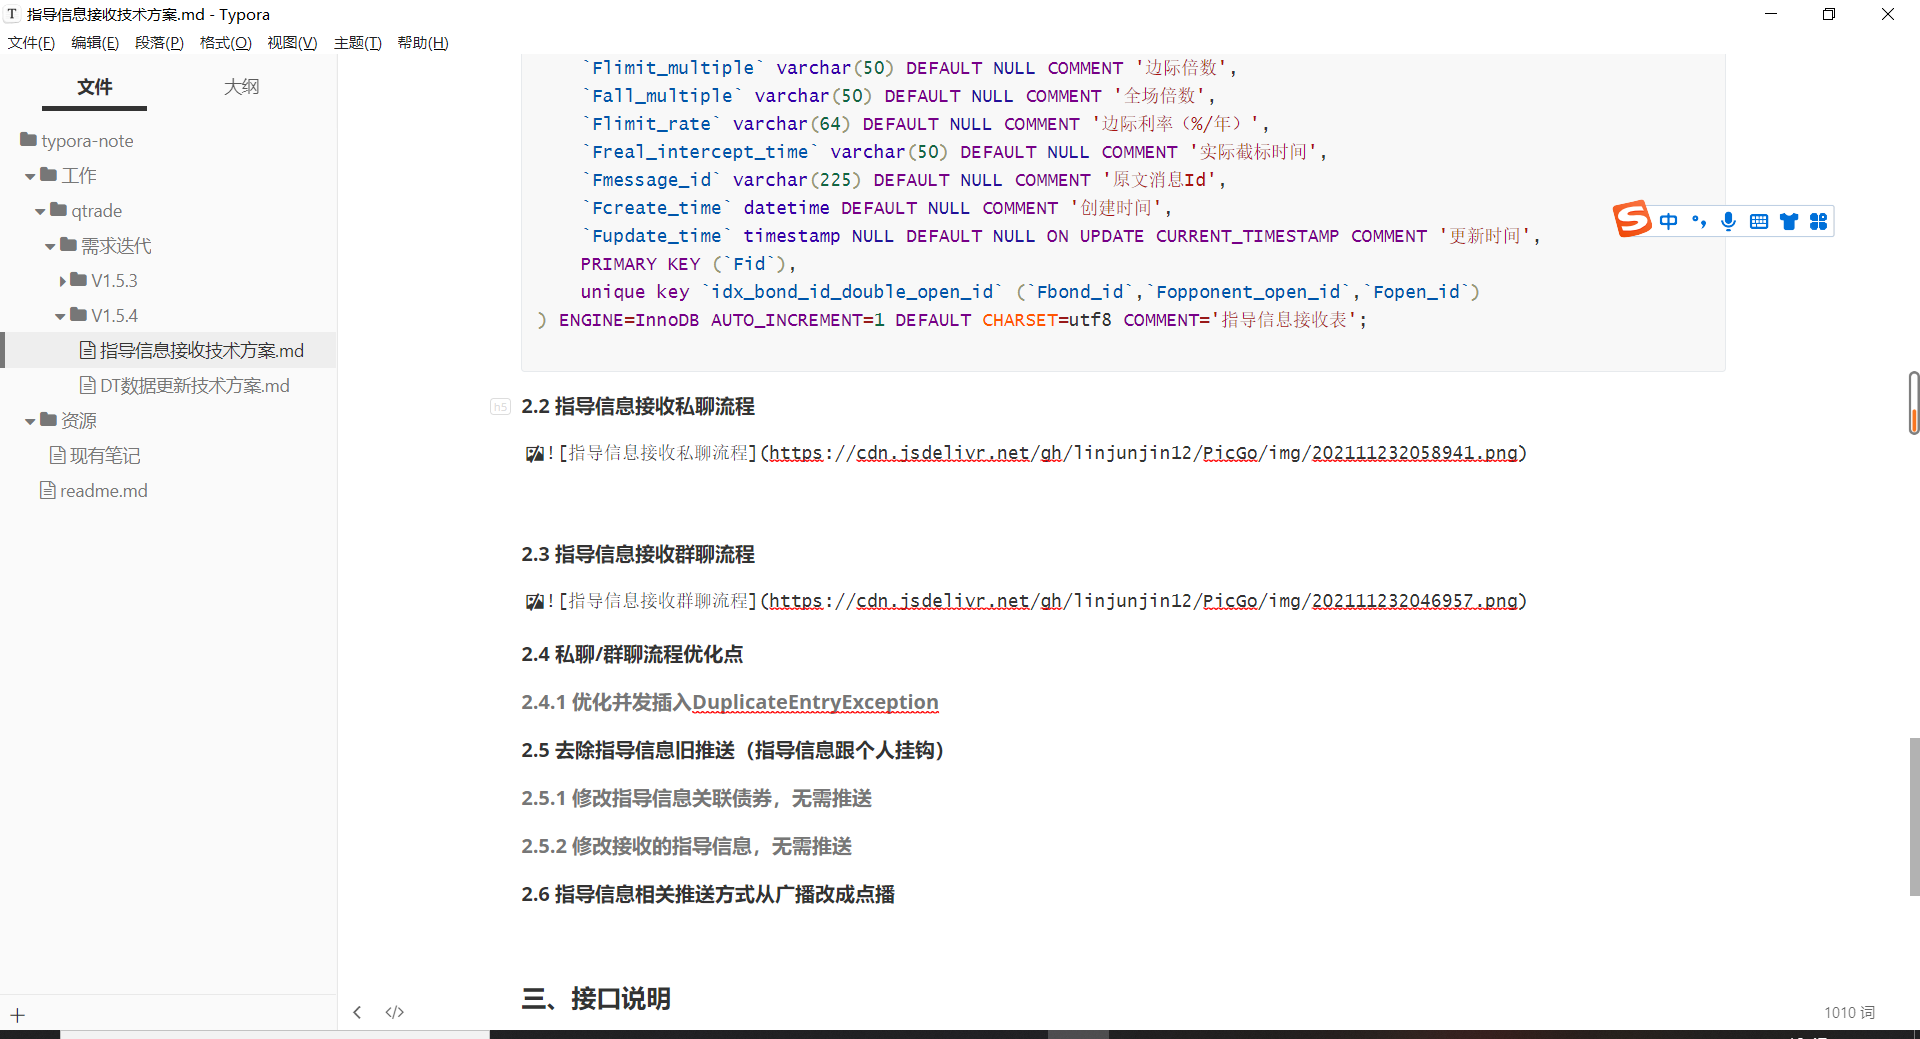 指导信息接收技术方案.md - Typora
文件(F) 编辑(E) 段落(P) 格式(O) 视图(V) 主题(T) 帮助(H)
文件 大纲
typora-note
工作
qtrade
需求迭代
V1.5.3
V1.5.4
指导信息接收技术方案.md
DT数据更新技术方案.md
资源
现有笔记
readme.md
`Flimit_multiple` varchar(50) DEFAULT NULL COMMENT '边际倍数',
`Fall_multiple` varchar(50) DEFAULT NULL COMMENT '全场倍数',
`Flimit_rate` varchar(64) DEFAULT NULL COMMENT '边际利率（%/年）',
`Freal_intercept_time` varchar(50) DEFAULT NULL COMMENT '实际截标时间',
`Fmessage_id` varchar(225) DEFAULT NULL COMMENT '原文消息Id',
`Fcreate_time` datetime DEFAULT NULL COMMENT '创建时间',
`Fupdate_time` timestamp NULL DEFAULT NULL ON UPDATE CURRENT_TIMESTAMP COMMENT '更新时间',
PRIMARY KEY (`Fid`),
unique key `idx_bond_id_double_open_id` (`Fbond_id`,`Fopponent_open_id`,`Fopen_id`)
) ENGINE=InnoDB AUTO_INCREMENT=1 DEFAULT CHARSET=utf8 COMMENT='指导信息接收表';
中
h5 2.2 指导信息接收私聊流程
![指导信息接收私聊流程](https://cdn.jsdelivr.net/gh/linjunjin12/PicGo/img/202111232058941.png)
2.3 指导信息接收群聊流程
![指导信息接收群聊流程](https://cdn.jsdelivr.net/gh/linjunjin12/PicGo/img/202111232046957.png)
2.4 私聊/群聊流程优化点
2.4.1 优化并发插入DuplicateEntryException
2.5 去除指导信息旧推送（指导信息跟个人挂钩）
2.5.1 修改指导信息关联债券，无需推送
2.5.2 修改接收的指导信息，无需推送
2.6 指导信息相关推送方式从广播改成点播
三、接口说明
1010 词